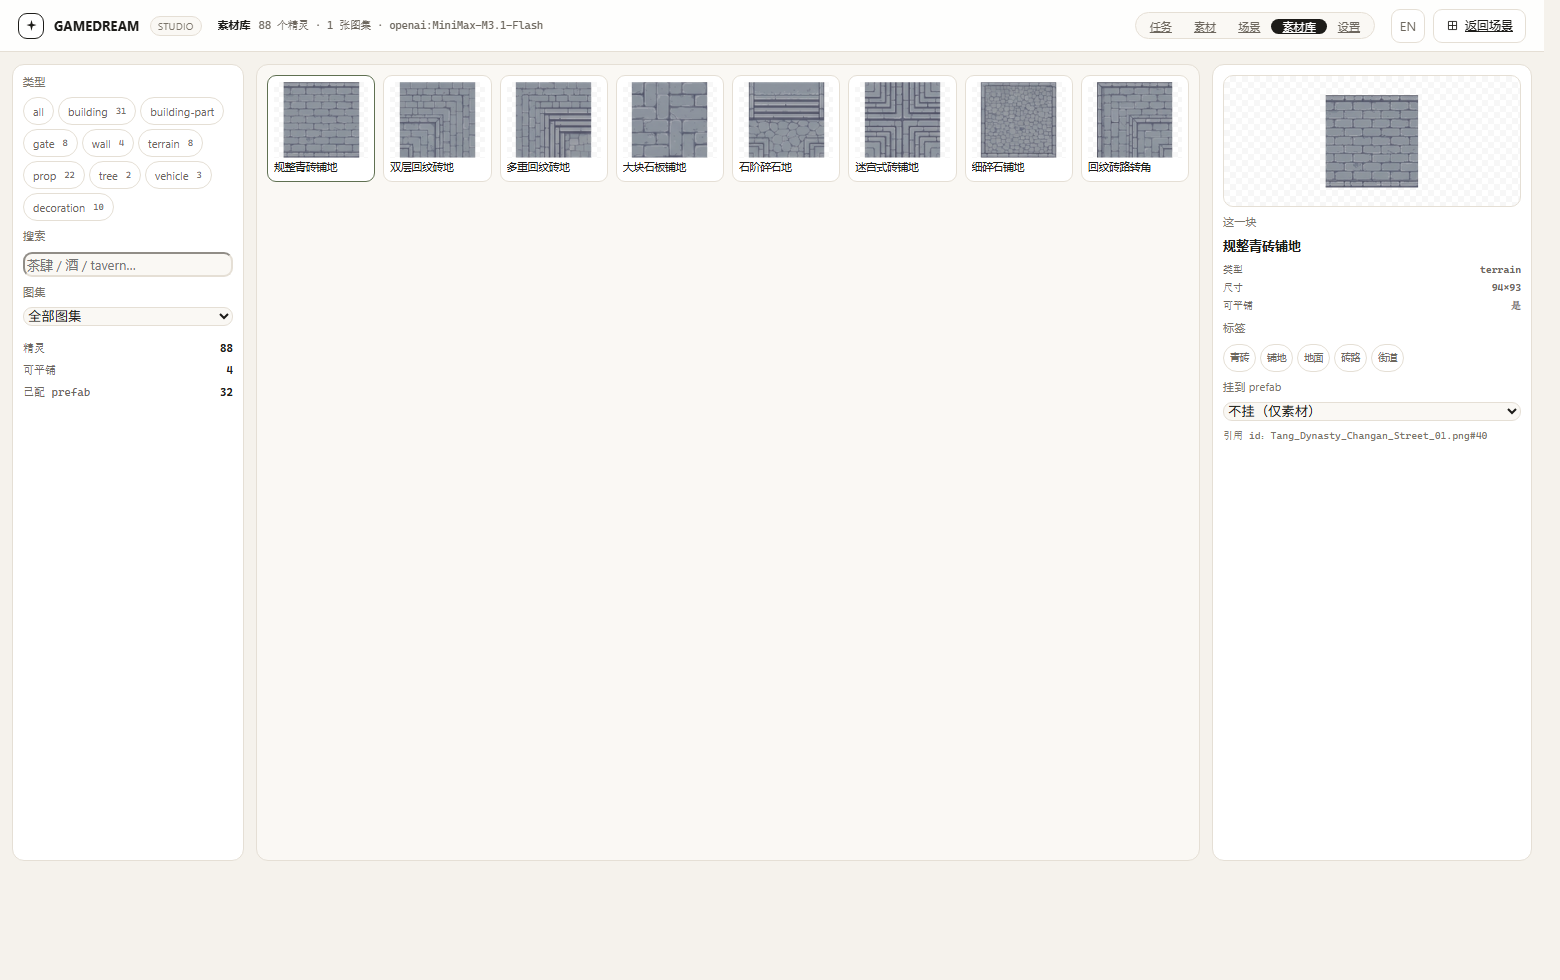 GAMEDREAM STUDIO 素材库 88 个精灵 · 1 张图集 · openai:MiniMax-M3.1-Flash 任务 素材 场景 素材库 设置 EN 返回场景
类型
all building 31 building-part
gate 8 wall 4 terrain 8
prop 22 tree 2 vehicle 3
decoration 10
搜索
茶肆 / 酒 / tavern...
图集
全部图集
精灵 88
可平铺 4
已配 prefab 32
规整青砖铺地 双层回纹砖地 多重回纹砖地 大块石板铺地 石阶碎石地 迷宫式砖铺地 细碎石铺地 回纹砖路转角
这一块
规整青砖铺地
类型 terrain
尺寸 94×93
可平铺 是
标签
青砖 铺地 地面 砖路 街道
挂到 prefab
不挂（仅素材）
引用 id: Tang_Dynasty_Changan_Street_01.png#40